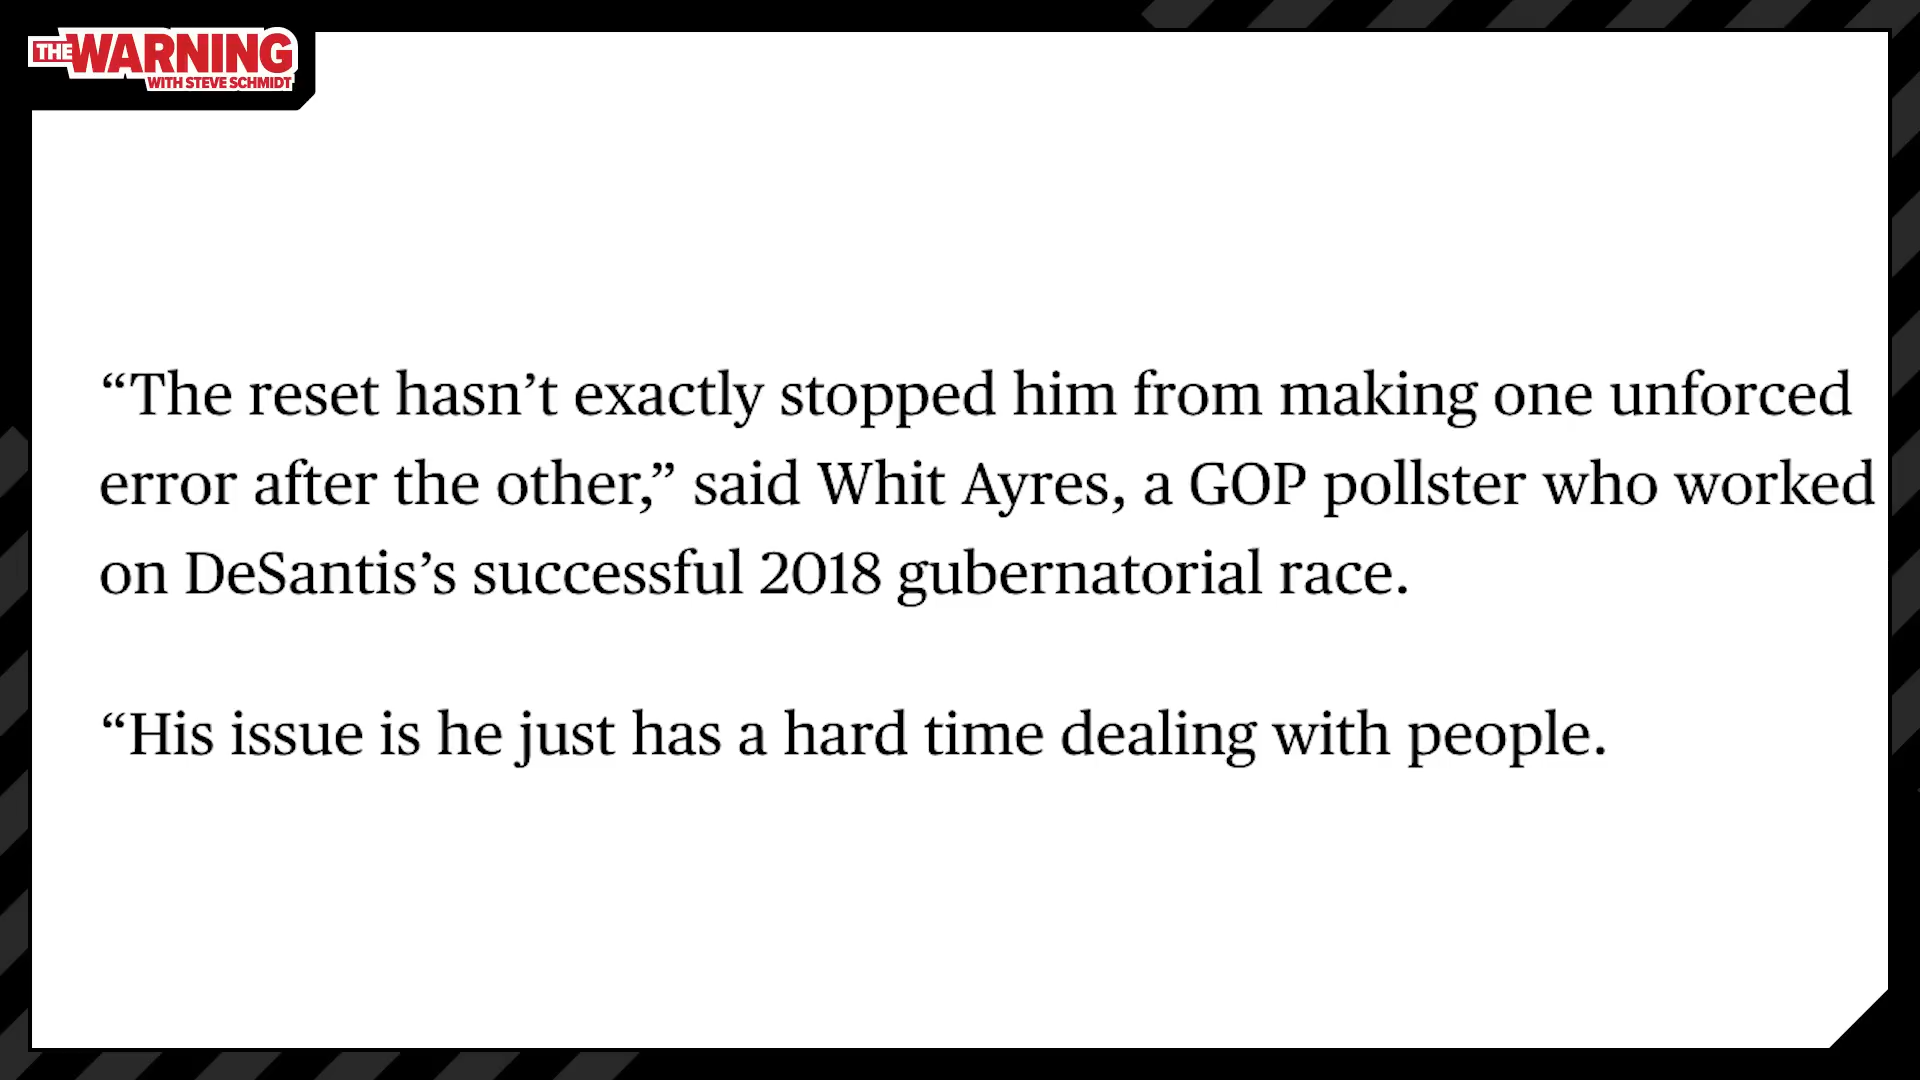 THE WARNING
WITH STEVE SCHMIDT
“The reset hasn’t exactly stopped him from making one unforced
error after the other,” said Whit Ayres, a GOP pollster who worked
on DeSantis’s successful 2018 gubernatorial race.
“His issue is he just has a hard time dealing with people.